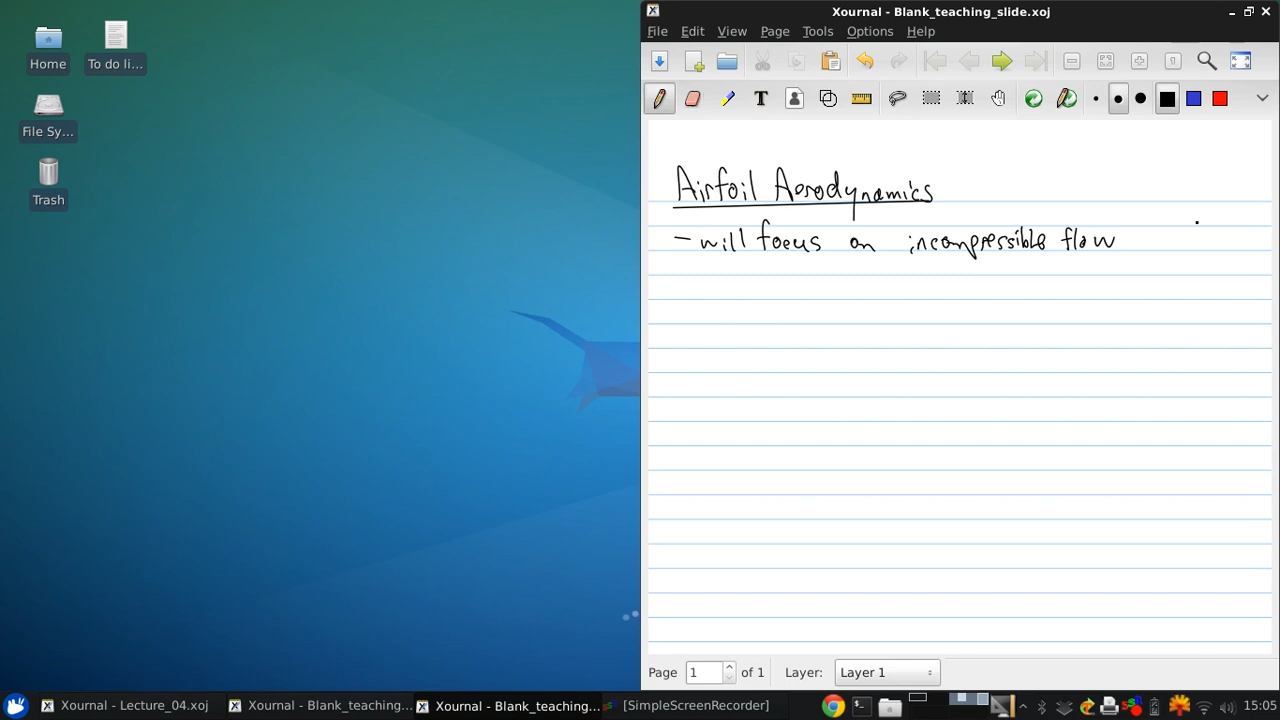 Xournal - Blank_teaching_slide.xoj
File Edit View Page Tools Options Help
Home
To do li...
File Sy...
Trash
Airfoil Aerodynamics
- will focus on incompressible flow
Page 1 of 1 Layer: Layer 1
Xournal - Lecture_04.xoj
Xournal - Blank_teaching...
Xournal - Blank_teaching...
[SimpleScreenRecorder]
15:05